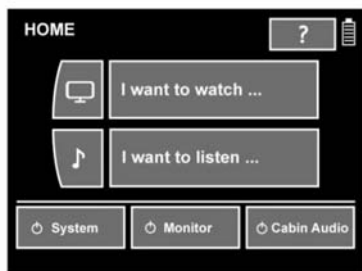 HOME
?
I want to watch ...
I want to listen ...
System
Monitor
Cabin Audio